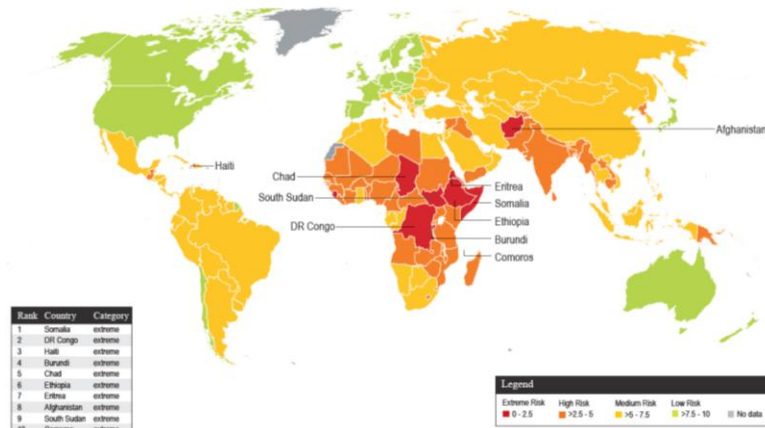 Afghanistan
Haiti
Chad
Eritrea
South Sudan
Somalia
Ethiopia
DR Congo
Burundi
Comoros
Rank Country Category
1 Somalia extreme
2 DR Congo extreme
3 Haiti extreme
4 Burundi extreme
5 Chad extreme
6 Ethiopia extreme
7 Eritrea extreme
8 Afghanistan extreme
9 South Sudan extreme
Legend
Extreme Risk High Risk Medium Risk Low Risk
0 - 2.5 >2.5 - 5 >5 - 7.5 >7.5 - 10 No data